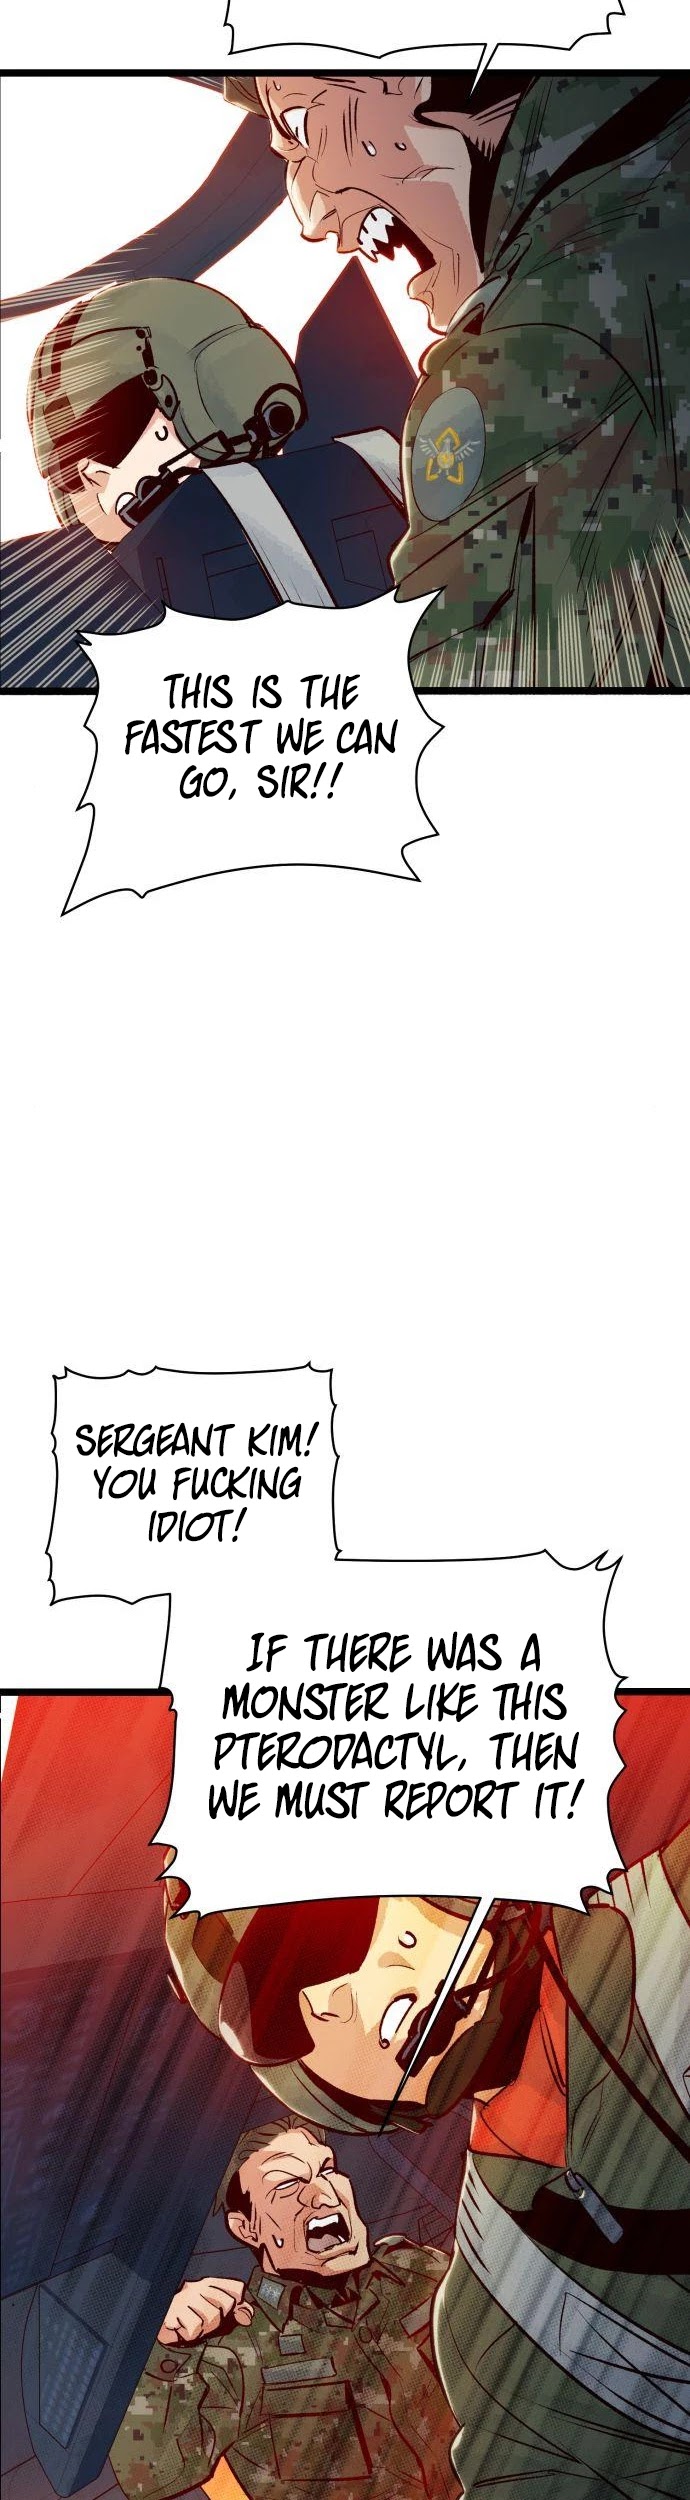 THIS IS THE
FASTEST WE CAN
GO, SIR!!
SERGEANT KIM!
YOU FUCKING
IDIOT!
IF THERE WAS A
MONSTER LIKE THIS
PTERODACTYL, THEN
WE MUST REPORT IT!